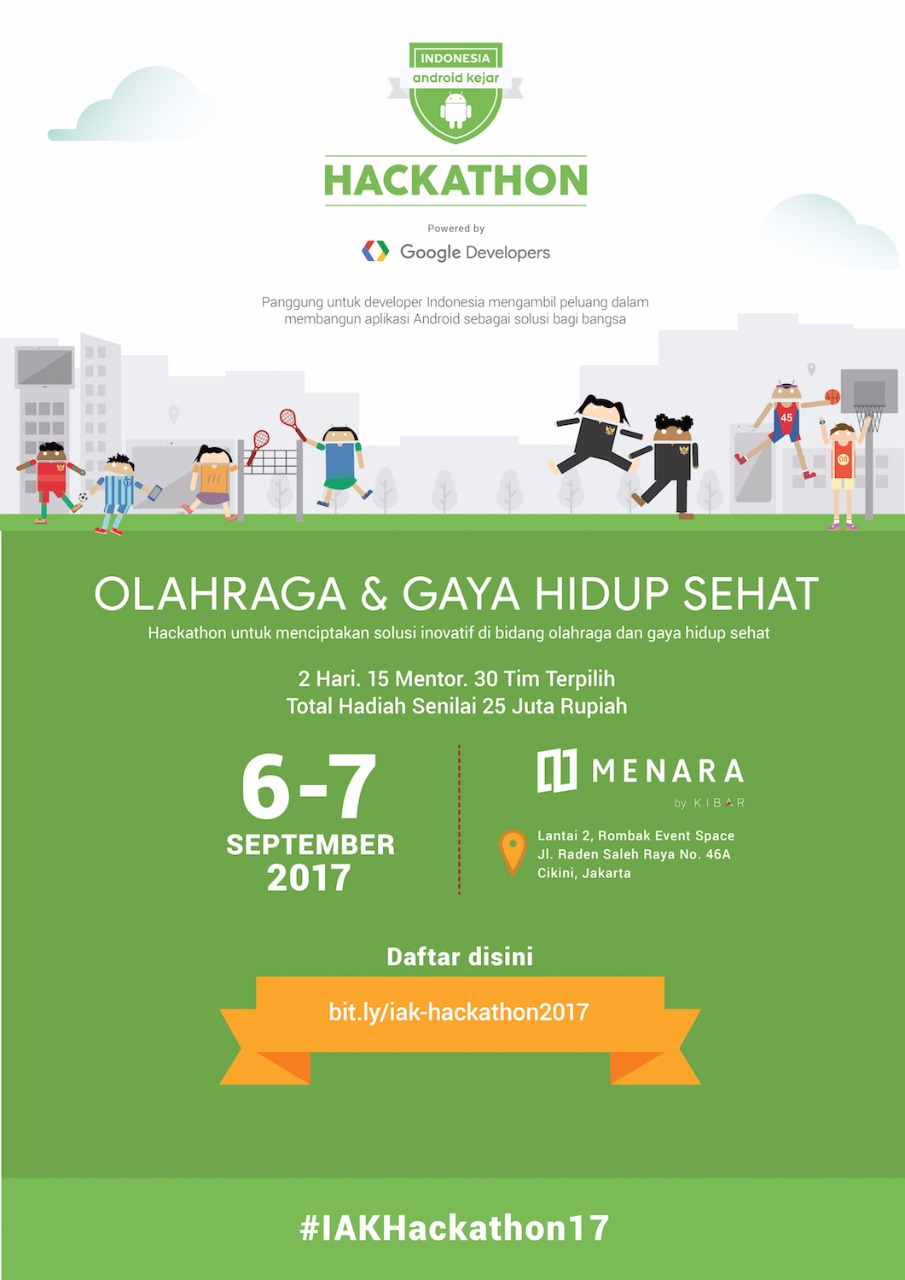 INDONESIA
android kejar
HACKATHON
Powered by
Google Developers
Panggung untuk developer Indonesia mengambil peluang dalam
membangun aplikasi Android sebagai solusi bagi bangsa
45
08
OLAHRAGA & GAYA HIDUP SEHAT
Hackathon untuk menciptakan solusi inovatif di bidang olahraga dan gaya hidup sehat
2 Hari. 15 Mentor. 30 Tim Terpilih
Total Hadiah Senilai 25 Juta Rupiah
6-7
SEPTEMBER
2017
MENARA
by KIBAR
Lantai 2, Rombak Event Space
Jl. Raden Saleh Raya No. 46A
Cikini, Jakarta
Daftar disini
bit.ly/iak-hackathon2017
#IAKHackathon17